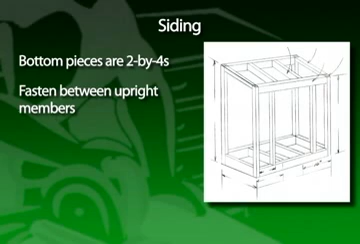 Siding
Bottom pieces are 2-by-4s
Fasten between upright
members